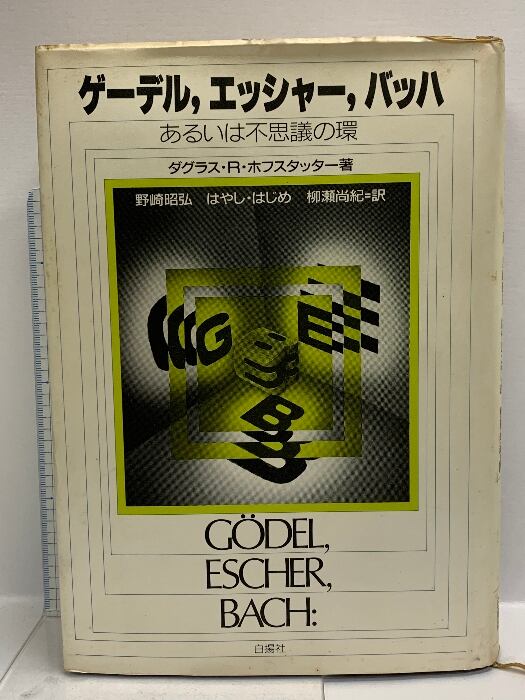 ゲーデル,エッシャー,バッハ
あるいは不思議の環
ダグラス・R・ホフスタッター著
野崎昭弘 はやし・はじめ 柳瀬尚紀=訳
G E
B
GÖDEL,
ESCHER,
BACH:
白揚社